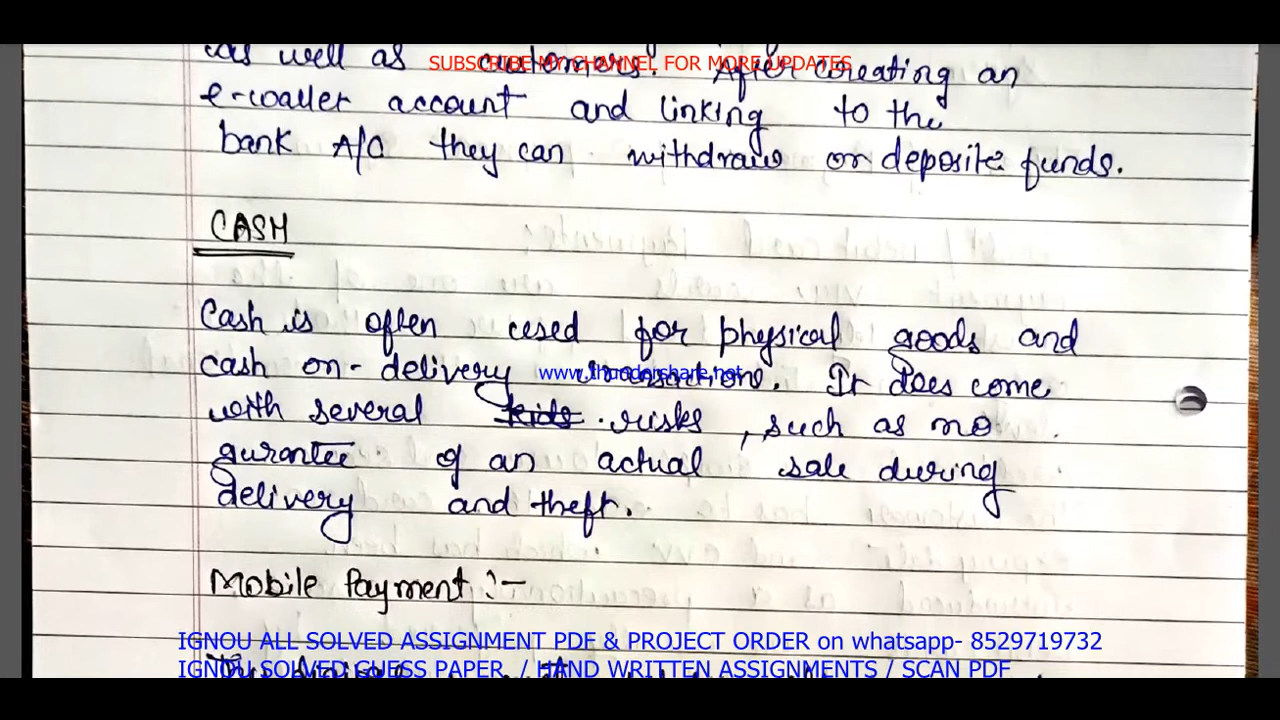 as well as customers. After creating an
SUBSCRIBE MY CHANNEL FOR MORE UPDATES
e-wallet account and linking to the
bank A/C they can withdraw or deposite funds.
CASH
Cash is often used for physical goods and
cash on-delivery transactions. It does come
www.thundershare.net
with several risks, such as no
gurantee of an actual sale during
delivery and theft.
Mobile Payment :-
IGNOU ALL SOLVED ASSIGNMENT PDF & PROJECT ORDER on whatsapp- 8529719732
IGNOU SOLVED GUESS PAPER / HAND WRITTEN ASSIGNMENTS / SCAN PDF